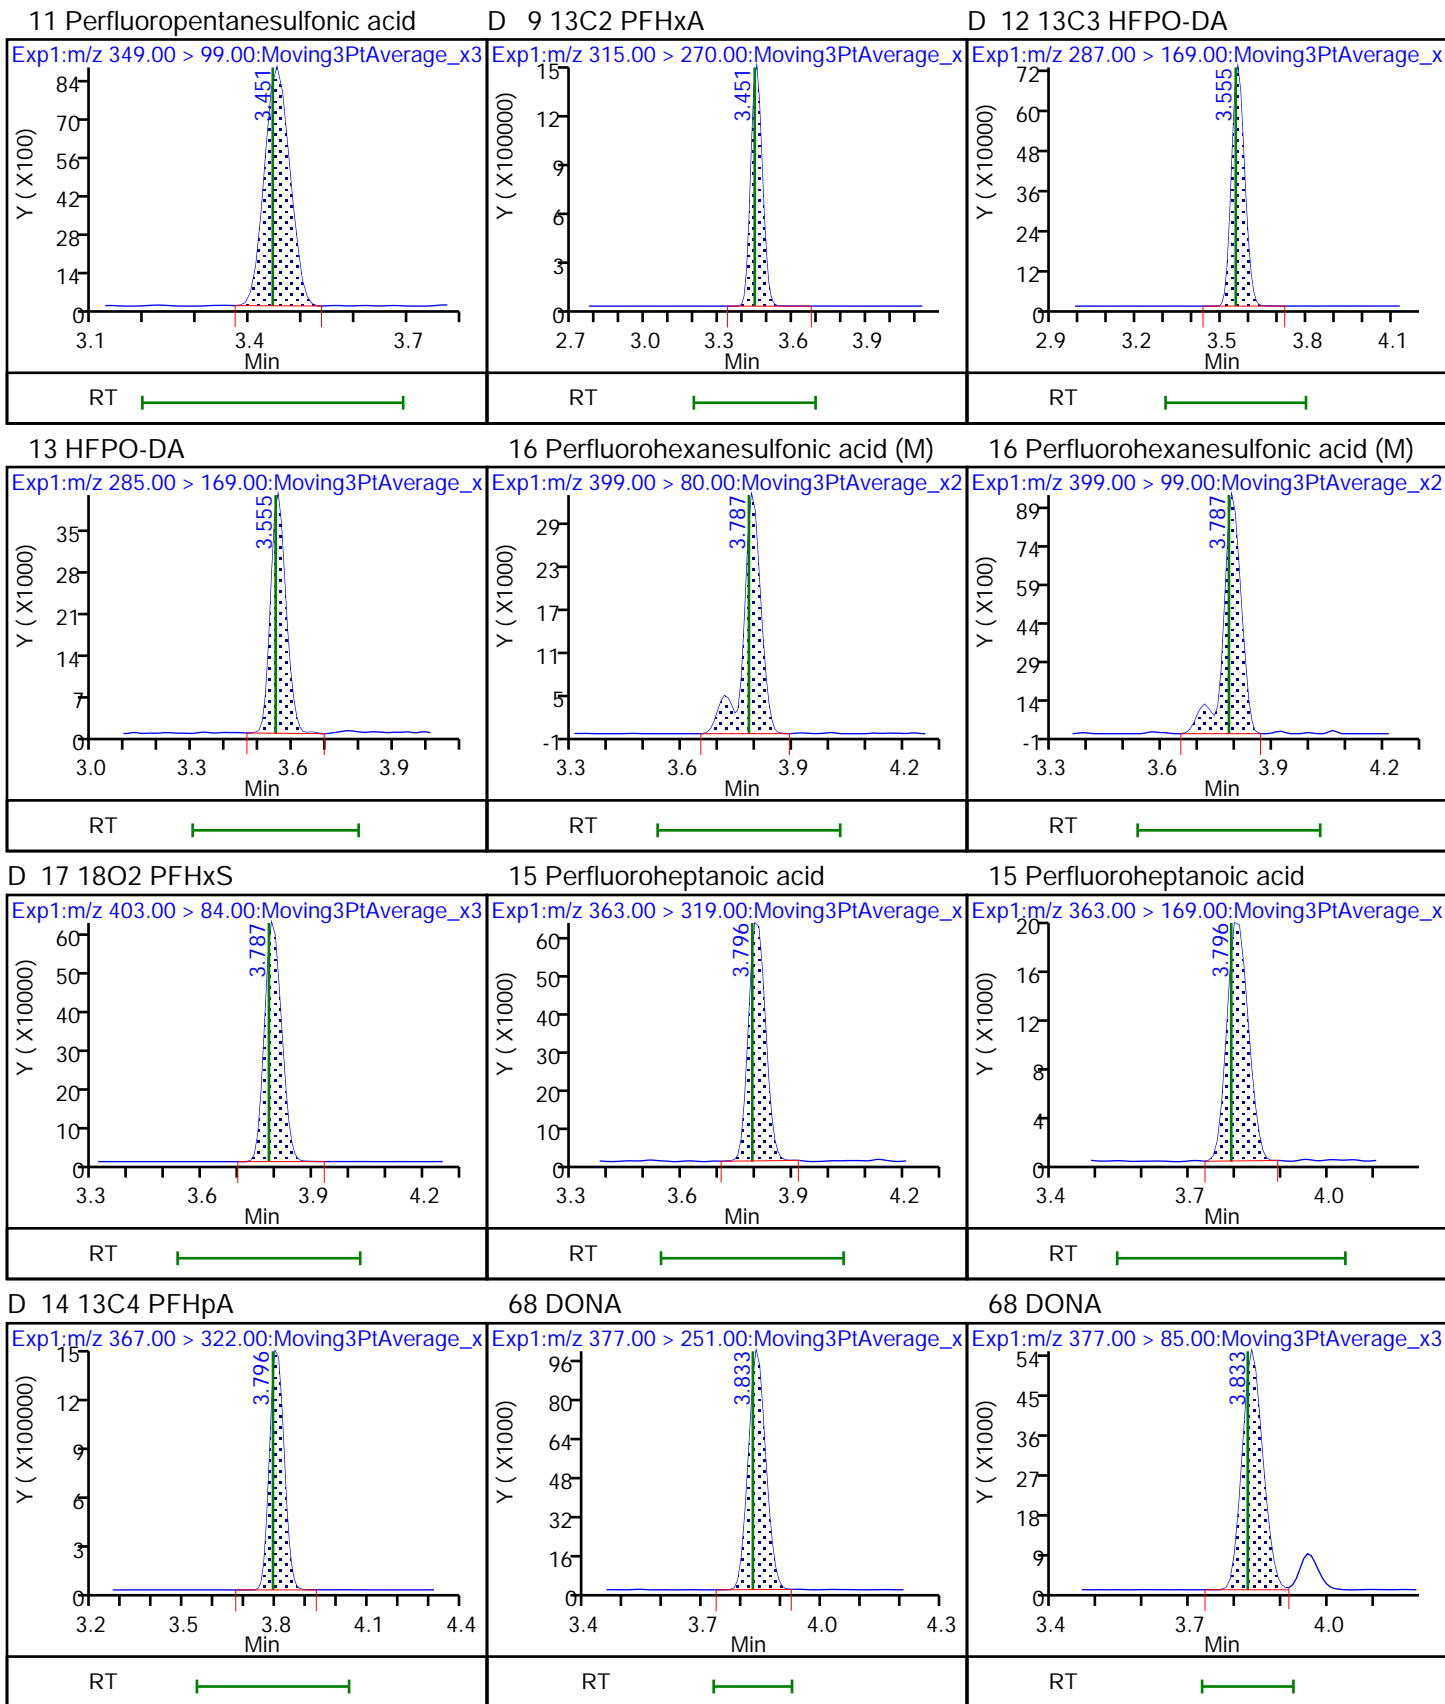 11 Perfluoropentanesulfonic acid
Exp1:m/z 349.00 > 99.00:Moving3PtAverage_x3
3.451
Y ( X100)
84
70
56
42
28
14
0
3.1 3.4 3.7
Min
RT
D 9 13C2 PFHxA
Exp1:m/z 315.00 > 270.00:Moving3PtAverage_x
3.451
Y ( X100000)
15
12
9
6
3
0
2.7 3.0 3.3 3.6 3.9
Min
RT
D 12 13C3 HFPO-DA
Exp1:m/z 287.00 > 169.00:Moving3PtAverage_x
3.555
Y ( X10000)
72
60
48
36
24
12
0
2.9 3.2 3.5 3.8 4.1
Min
RT
13 HFPO-DA
Exp1:m/z 285.00 > 169.00:Moving3PtAverage_x
3.555
Y ( X1000)
35
28
21
14
7
0
3.0 3.3 3.6 3.9
Min
RT
16 Perfluorohexanesulfonic acid (M)
Exp1:m/z 399.00 > 80.00:Moving3PtAverage_x2
3.787
Y ( X1000)
29
23
17
11
5
-1
3.3 3.6 3.9 4.2
Min
RT
16 Perfluorohexanesulfonic acid (M)
Exp1:m/z 399.00 > 99.00:Moving3PtAverage_x2
3.787
Y ( X100)
89
74
59
44
29
14
-1
3.3 3.6 3.9 4.2
Min
RT
D 17 18O2 PFHxS
Exp1:m/z 403.00 > 84.00:Moving3PtAverage_x3
3.787
Y ( X10000)
60
50
40
30
20
10
0
3.3 3.6 3.9 4.2
Min
RT
15 Perfluoroheptanoic acid
Exp1:m/z 363.00 > 319.00:Moving3PtAverage_x
3.796
Y ( X1000)
60
50
40
30
20
10
0
3.3 3.6 3.9 4.2
Min
RT
15 Perfluoroheptanoic acid
Exp1:m/z 363.00 > 169.00:Moving3PtAverage_x
3.796
Y ( X1000)
20
16
12
8
4
0
3.4 3.7 4.0
Min
RT
D 14 13C4 PFHpA
Exp1:m/z 367.00 > 322.00:Moving3PtAverage_x
3.796
Y ( X100000)
15
12
9
6
3
0
3.2 3.5 3.8 4.1 4.4
Min
RT
68 DONA
Exp1:m/z 377.00 > 251.00:Moving3PtAverage_x
3.833
Y ( X1000)
96
80
64
48
32
16
0
3.4 3.7 4.0 4.3
Min
RT
68 DONA
Exp1:m/z 377.00 > 85.00:Moving3PtAverage_x3
3.833
Y ( X1000)
54
45
36
27
18
9
0
3.4 3.7 4.0
Min
RT